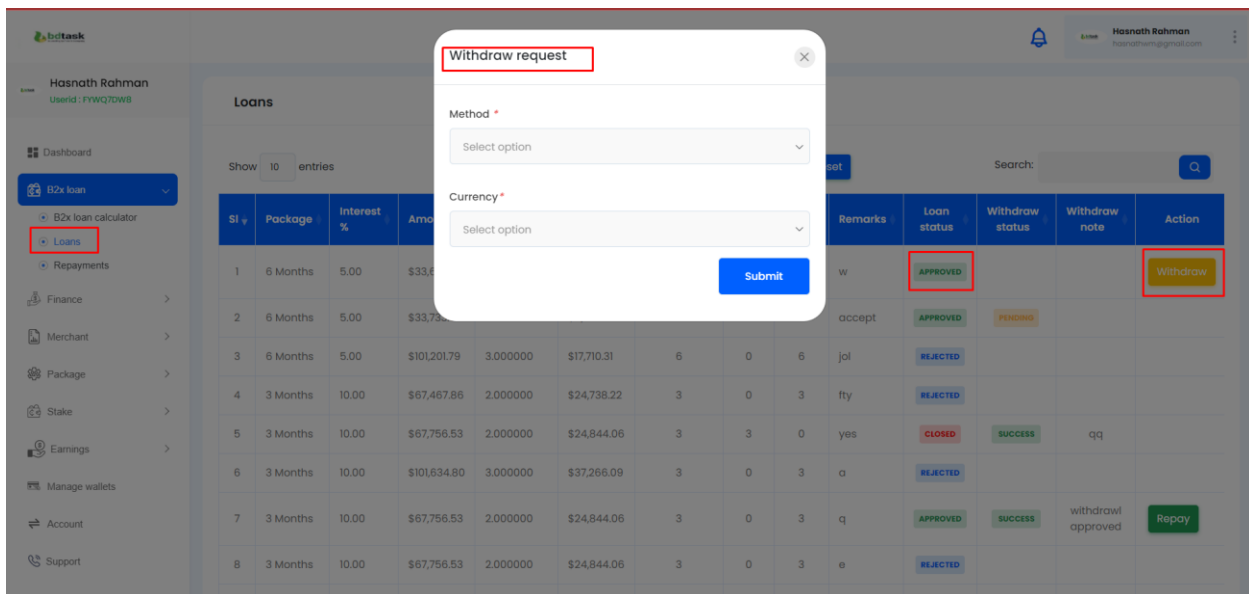 bdtask
Hasnath Rahman
hasnathwm@gmail.com
Hasnath Rahman
UserId : FYWQ7DWB
Dashboard
B2x loan
B2x loan calculator
Loans
Repayments
Finance
Merchant
Package
Stake
Earnings
Manage wallets
Account
Support
Loans
Show 10 entries
set
Search:
Withdraw request
Method *
Select option
Currency*
Select option
Submit
Sl Package Interest % Amo Remarks Loan status Withdraw status Withdraw note Action
1 6 Months 5.00 $33,6 w APPROVED Withdraw
2 6 Months 5.00 $33,73 accept APPROVED PENDING
3 6 Months 5.00 $101,201.79 3.000000 $17,710.31 6 0 6 jol REJECTED
4 3 Months 10.00 $67,467.86 2.000000 $24,738.22 3 0 3 fty REJECTED
5 3 Months 10.00 $67,756.53 2.000000 $24,844.06 3 3 0 yes CLOSED SUCCESS qq
6 3 Months 10.00 $101,634.80 3.000000 $37,266.09 3 0 3 a REJECTED
7 3 Months 10.00 $67,756.53 2.000000 $24,844.06 3 0 3 q APPROVED SUCCESS withdrawl approved Repay
8 3 Months 10.00 $67,756.53 2.000000 $24,844.06 3 0 3 e REJECTED